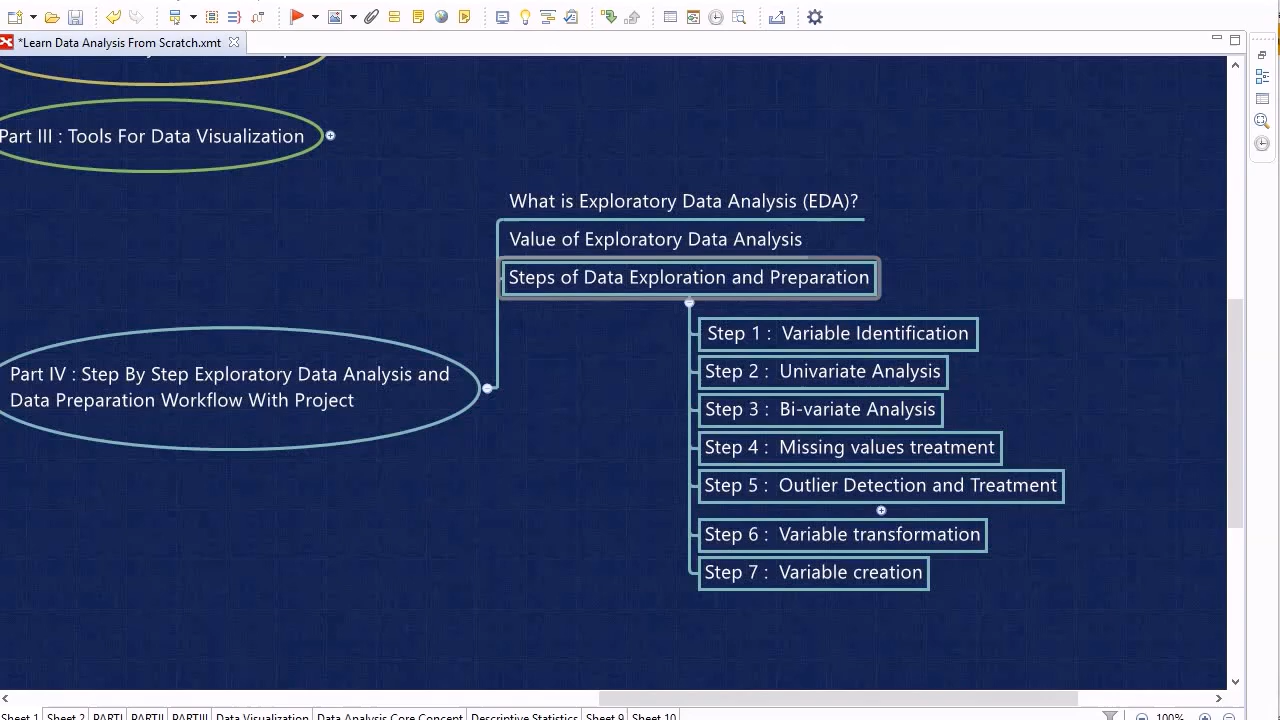 *Learn Data Analysis From Scratch.xmt
Part III : Tools For Data Visualization
What is Exploratory Data Analysis (EDA)?
Value of Exploratory Data Analysis
Steps of Data Exploration and Preparation
Step 1 : Variable Identification
Step 2 : Univariate Analysis
Step 3 : Bi-variate Analysis
Part IV : Step By Step Exploratory Data Analysis and
Data Preparation Workflow With Project
Step 4 : Missing values treatment
Step 5 : Outlier Detection and Treatment
Step 6 : Variable transformation
Step 7 : Variable creation
Sheet 1 Sheet 2 PARTI PARTII PARTIII Data Visualization Data Analysis Core Concept Descriptive Statistics Sheet 9 Sheet 10 100%